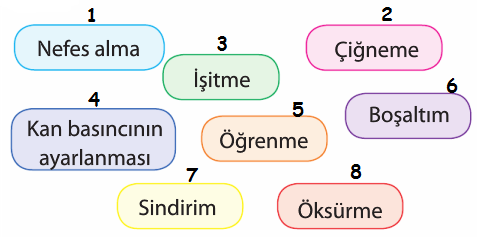 1
Nefes alma
2
Çiğneme
3
İşitme
4
Kan basıncının
ayarlanması
5
Öğrenme
6
Boşaltım
7
Sindirim
8
Öksürme